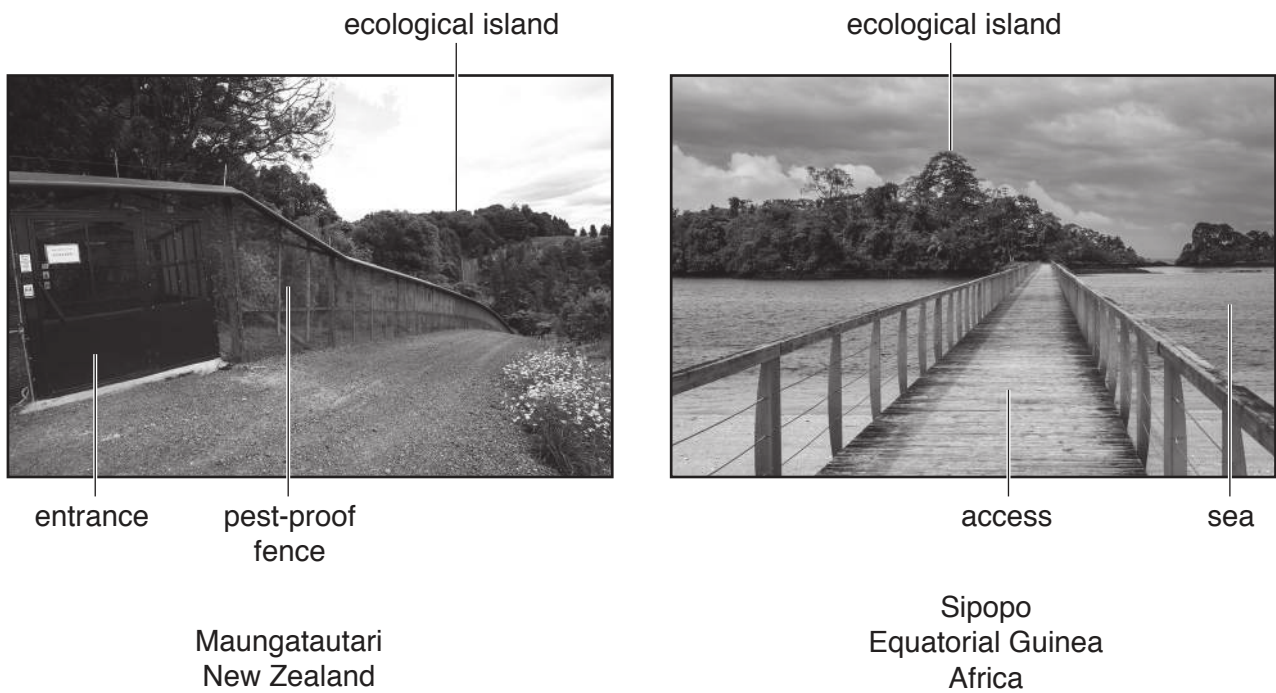 ecological island
ecological island
entrance
pest-proof
fence
access
sea
Maungatautari
New Zealand
Sipopo
Equatorial Guinea
Africa